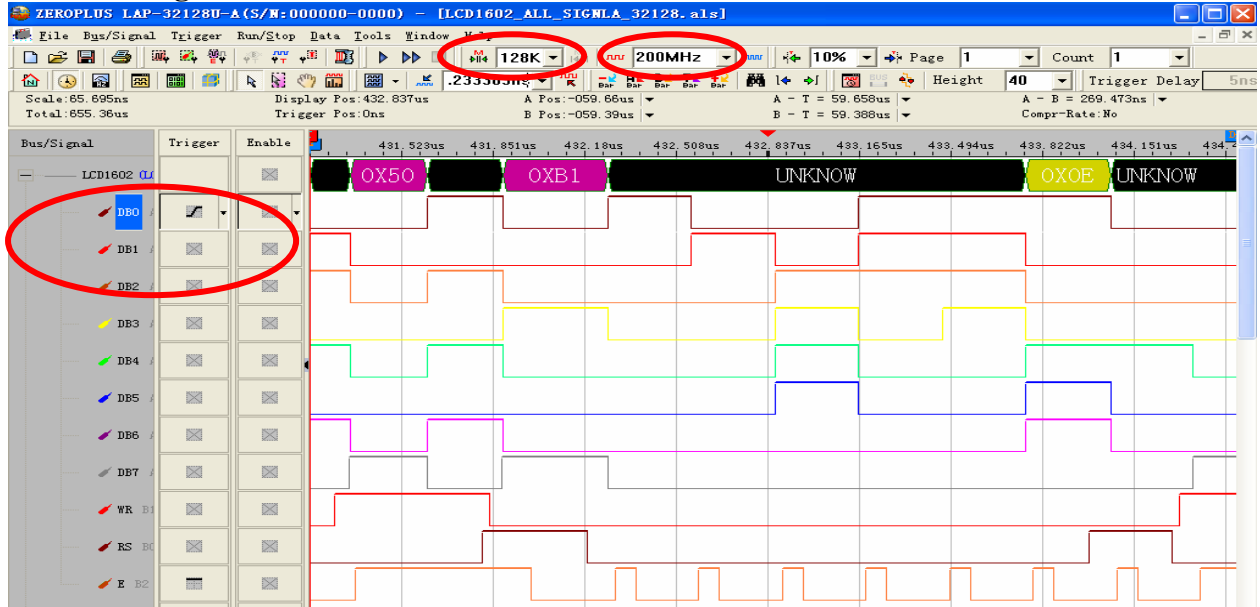 ZEROPLUS LAP-32128U-A(S/N:000000-0000) - [LCD1602_ALL_SIGNLA_32128.als]
File Bus/Signal Trigger Run/Stop Data Tools Window
128K 200MHz 10% Page 1 Count 1
Height 40 Trigger Delay 5ns
Scale:65.695ns Display Pos:432.837us A Pos:-059.66us A - T = 59.658us A - B = 269.473ns
Total:655.36us Trigger Pos:0ns B Pos:-059.39us B - T = 59.388us Compr-Rate:No
Bus/Signal Trigger Enable 431.523us 431.851us 432.18us 432.508us 432.837us 433.165us 433.494us 433.822us 434.151us
LCD1602 0X50 0XB1 UNKNOW 0X0E UNKNOW
DB0
DB1
DB2
DB3
DB4
DB5
DB6
DB7
WR B1
RS B0
E B2